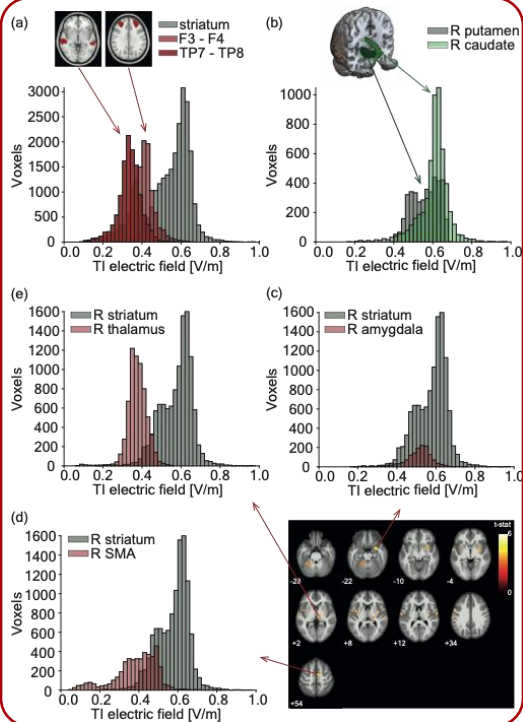 (a)
striatum
F3 - F4
TP7 - TP8
3000
2500
2000
1500
1000
500
0
Voxels
0.0 0.2 0.4 0.6 0.8 1.0
TI electric field [V/m]
(b)
R putamen
R caudate
1000
800
600
400
200
0
Voxels
0.0 0.2 0.4 0.6 0.8 1.0
TI electric field [V/m]
(e)
R striatum
R thalamus
1600
1400
1200
1000
800
600
400
200
0
Voxels
0.0 0.2 0.4 0.6 0.8 1.0
TI electric field [V/m]
(c)
R striatum
R amygdala
1600
1400
1200
1000
800
600
400
200
0
Voxels
0.0 0.2 0.4 0.6 0.8 1.0
TI electric field [V/m]
(d)
R striatum
R SMA
1600
1400
1200
1000
800
600
400
200
0
Voxels
0.0 0.2 0.4 0.6 0.8 1.0
TI electric field [V/m]
t-stat
6
0
-22 -10 -4
+2 +8 +12 +34
+54